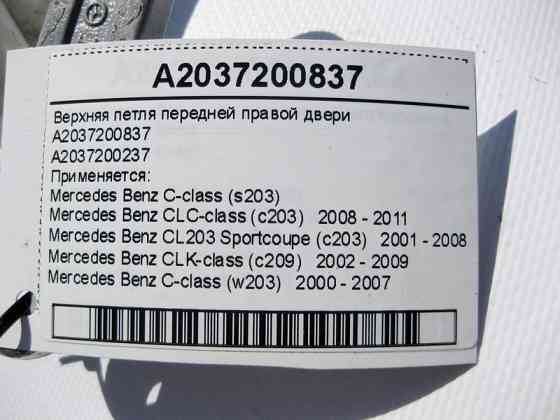 A2037200837
Верхняя петля передней правой двери
A2037200837
A2037200237
Применяется:
Mercedes Benz C-class (s203)
Mercedes Benz CLC-class (c203) 2008 - 2011
Mercedes Benz CL203 Sportcoupe (c203) 2001 - 2008
Mercedes Benz CLK-class (c209) 2002 - 2009
Mercedes Benz C-class (w203) 2000 - 2007